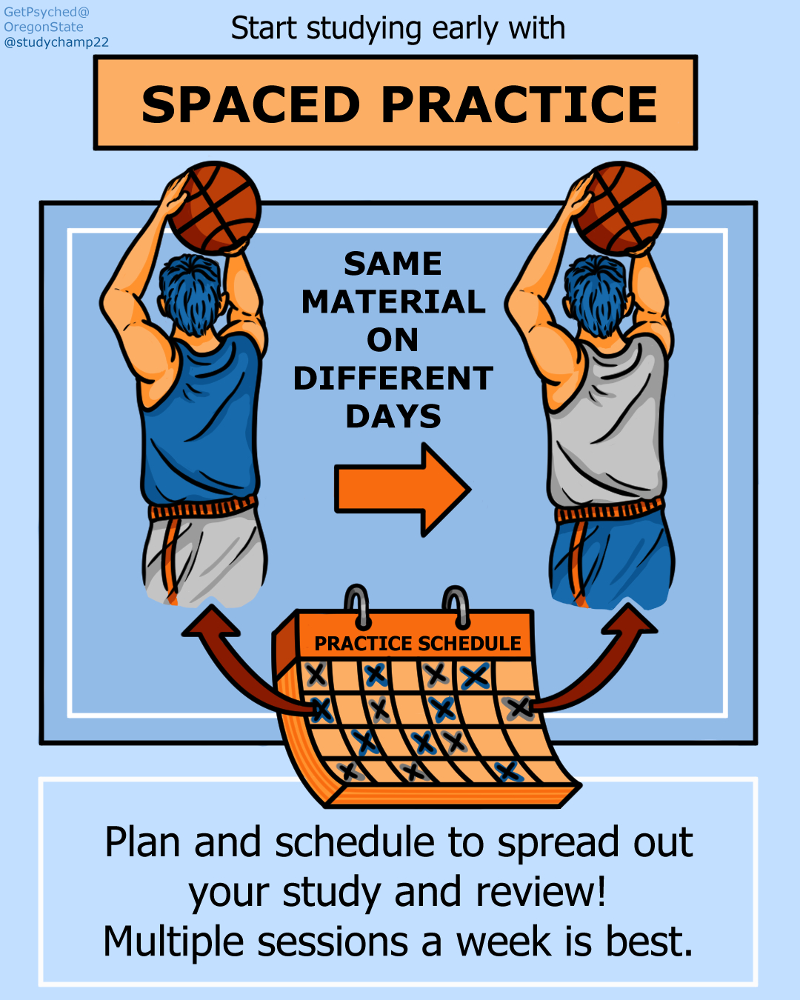 GetPsyched@
OregonState
@studychamp22
Start studying early with
SPACED PRACTICE
SAME
MATERIAL
ON
DIFFERENT
DAYS
PRACTICE SCHEDULE
Plan and schedule to spread out
your study and review!
Multiple sessions a week is best.